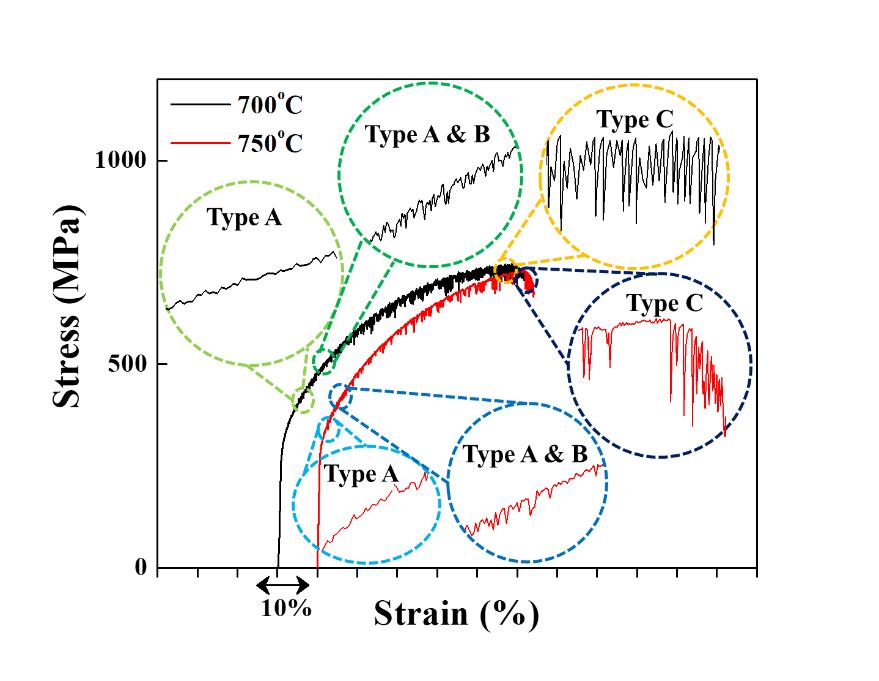 700°C
750°C
Type A & B
Type C
1000
Type A
Type C
500
Type A & B
Type A
0
10%
Strain (%)
Stress (MPa)